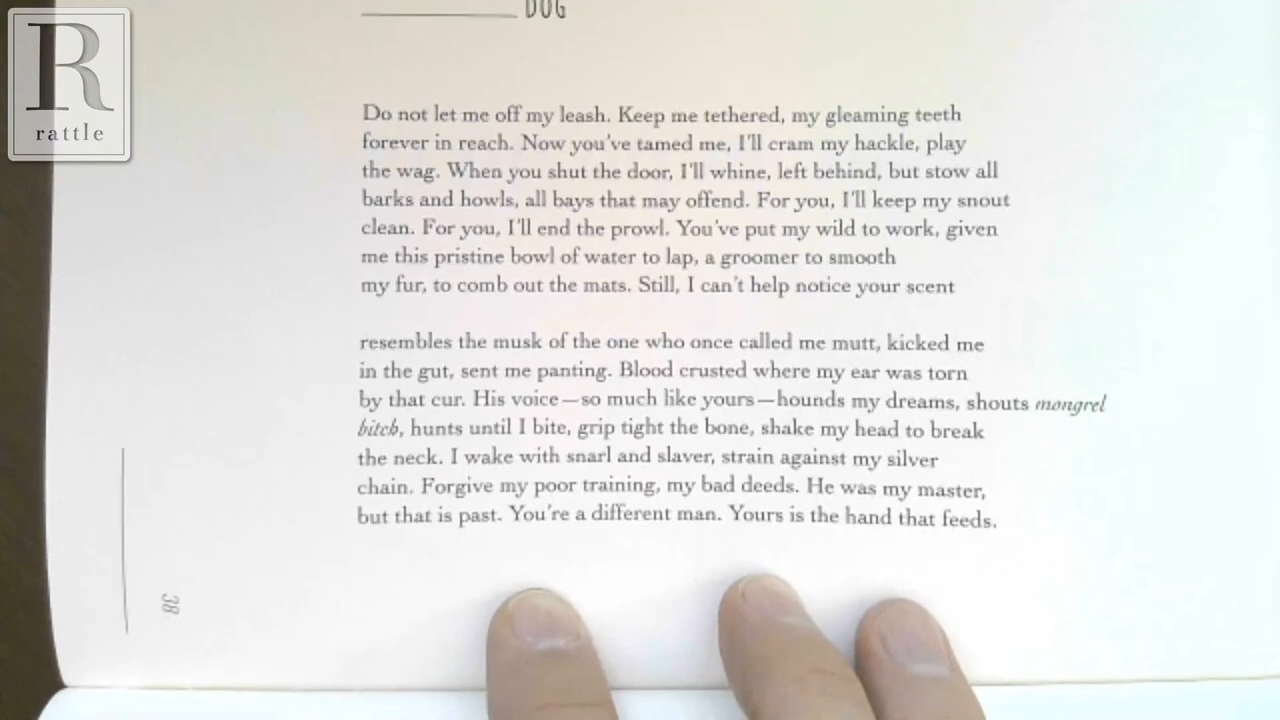 DOG
R
rattle
Do not let me off my leash. Keep me tethered, my gleaming teeth
forever in reach. Now you've tamed me, I'll cram my hackle, play
the wag. When you shut the door, I'll whine, left behind, but stow all
barks and howls, all bays that may offend. For you, I'll keep my snout
clean. For you, I'll end the prowl. You've put my wild to work, given
me this pristine bowl of water to lap, a groomer to smooth
my fur, to comb out the mats. Still, I can't help notice your scent
resembles the musk of the one who once called me mutt, kicked me
in the gut, sent me panting. Blood crusted where my ear was torn
by that cur. His voice—so much like yours—hounds my dreams, shouts mongrel
bitch, hunts until I bite, grip tight the bone, shake my head to break
the neck. I wake with snarl and slaver, strain against my silver
chain. Forgive my poor training, my bad deeds. He was my master,
but that is past. You're a different man. Yours is the hand that feeds.
38